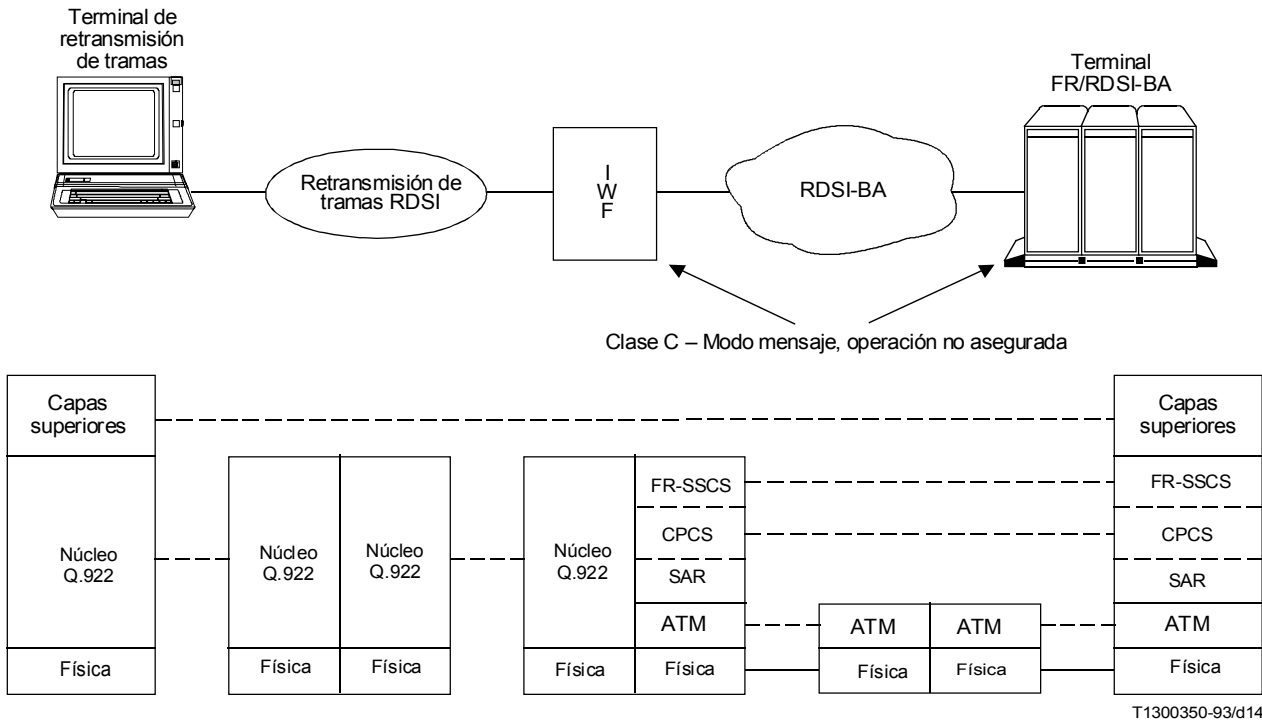 Terminal de
retransmisión
de tramas
Terminal
FR/RDSI-BA
Retransmisión de
tramas RDSI
I
W
F
RDSI-BA
Clase C – Modo mensaje, operación no asegurada
Capas
superiores
Capas
superiores
Núcleo
Q.922
Núcleo
Q.922
Núcleo
Q.922
Núcleo
Q.922
FR-SSCS
FR-SSCS
CPCS
CPCS
SAR
SAR
ATM
ATM
ATM
ATM
Física
Física
Física
Física
Física
Física
Física
Física
T1300350-93/d14